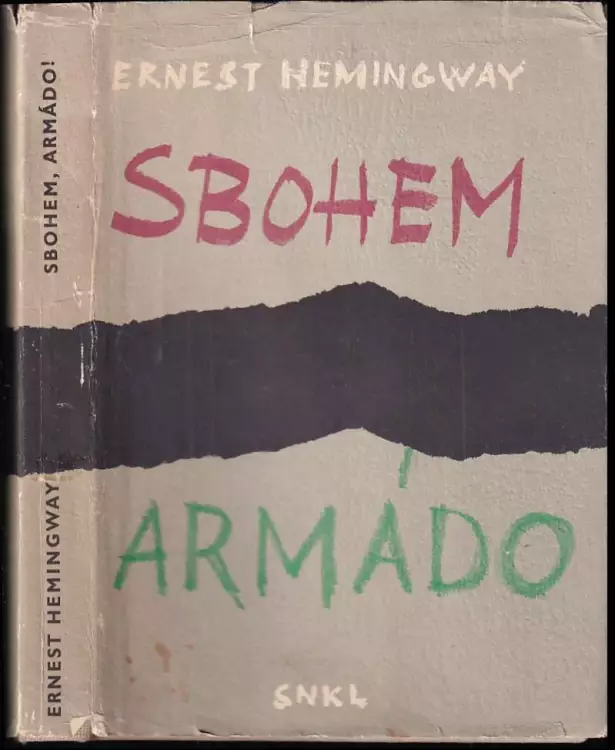 ERNEST HEMINGWAY
SBOHEM
ARMÁDO
SNKL
ERNEST HEMINGWAY
SBOHEM, ARMÁDO!